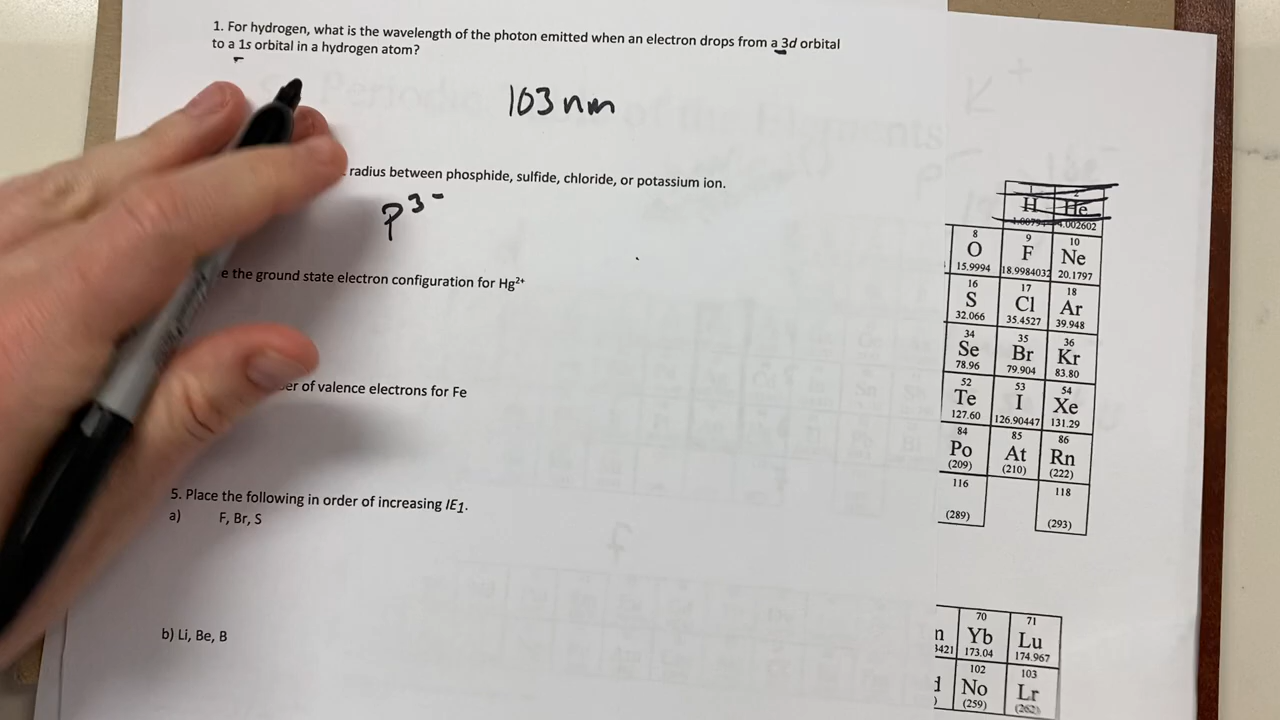 1. For hydrogen, what is the wavelength of the photon emitted when an electron drops from a 3d orbital
to a 1s orbital in a hydrogen atom?
103 nm
radius between phosphide, sulfide, chloride, or potassium ion.
P3-
the ground state electron configuration for Hg2+
of valence electrons for Fe
5. Place the following in order of increasing IE1.
a) F, Br, S
b) Li, Be, B
H He
4.002602
8 9 10
O F Ne
15.9994 18.9984032 20.1797
16 17 18
S Cl Ar
32.066 35.4527 39.948
34 35 36
Se Br Kr
78.96 79.904 83.80
52 53 54
Te I Xe
127.60 126.90447 131.29
84 85 86
Po At Rn
(209) (210) (222)
116 118
(289) (293)
70 71
Yb Lu
173.04 174.967
102 103
No Lr
(259) (262)